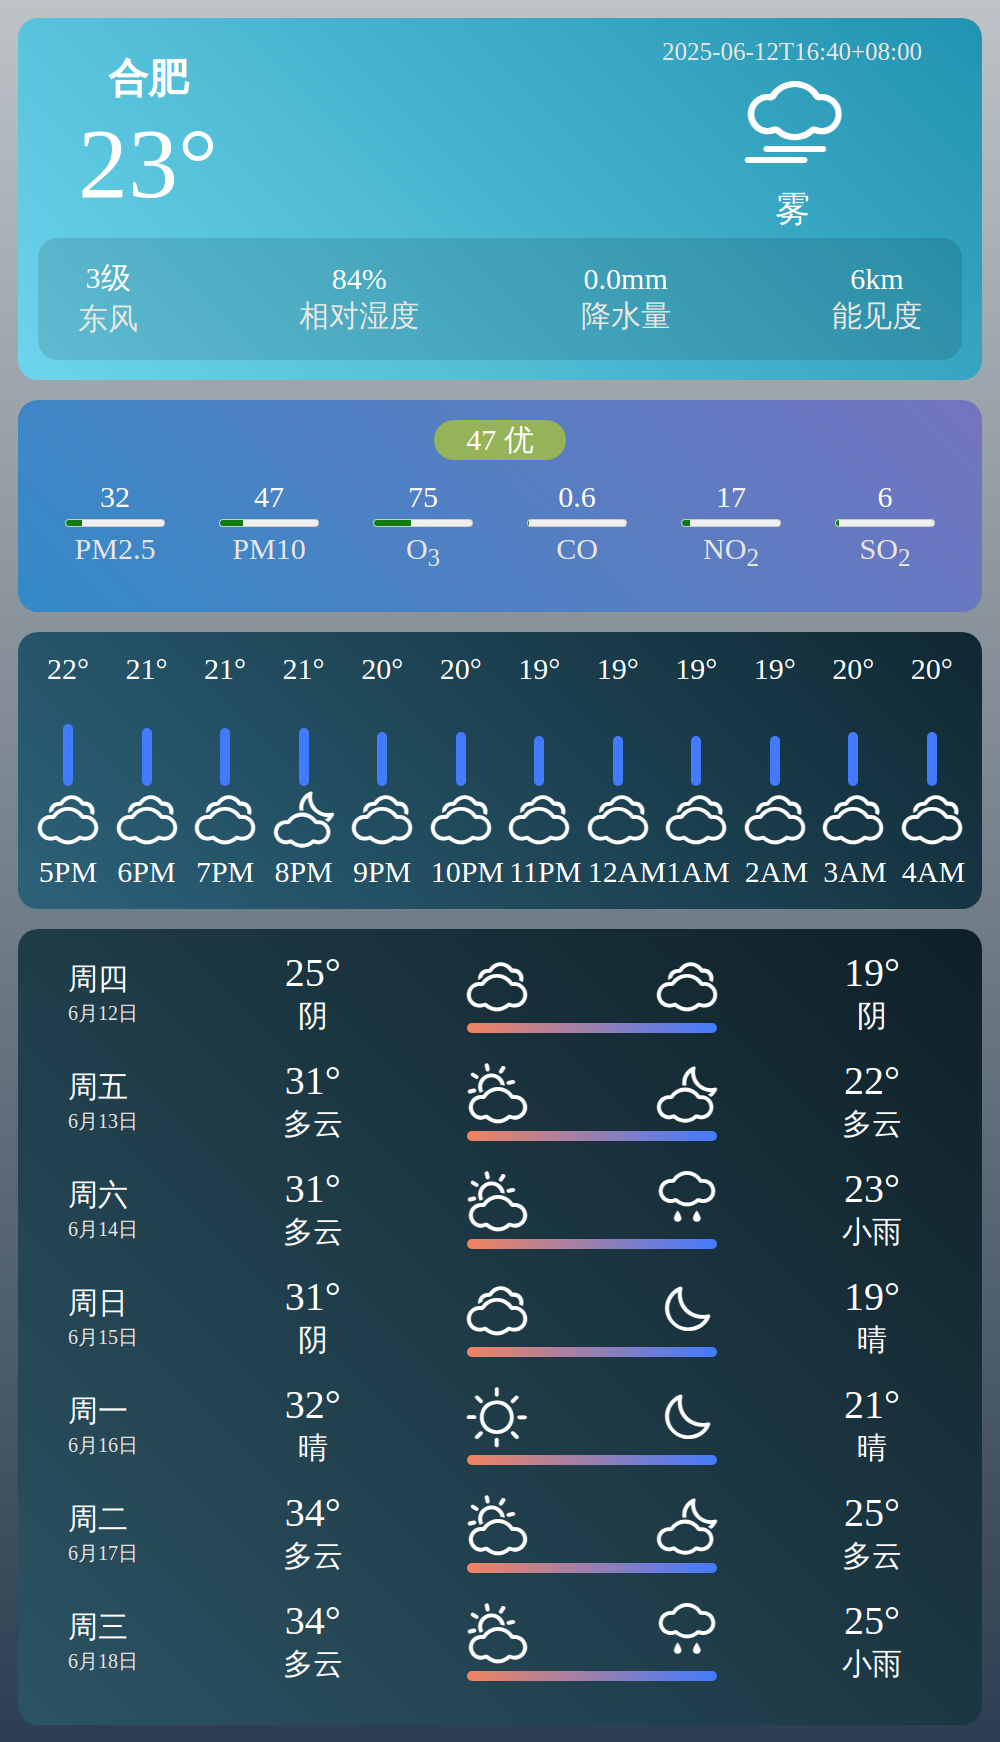 合肥
23°
2025-06-12T16:40+08:00
雾
3级 84% 0.0mm 6km
东风 相对湿度 降水量 能见度
47 优
32 47 75 0.6 17 6
PM2.5 PM10 O3 CO NO2 SO2
22° 21° 21° 21° 20° 20° 19° 19° 19° 19° 20° 20°
5PM 6PM 7PM 8PM 9PM 10PM 11PM 12AM 1AM 2AM 3AM 4AM
周四 25° 19°
6月12日 阴 阴
周五 31° 22°
6月13日 多云 多云
周六 31° 23°
6月14日 多云 小雨
周日 31° 19°
6月15日 阴 晴
周一 32° 21°
6月16日 晴 晴
周二 34° 25°
6月17日 多云 多云
周三 34° 25°
6月18日 多云 小雨